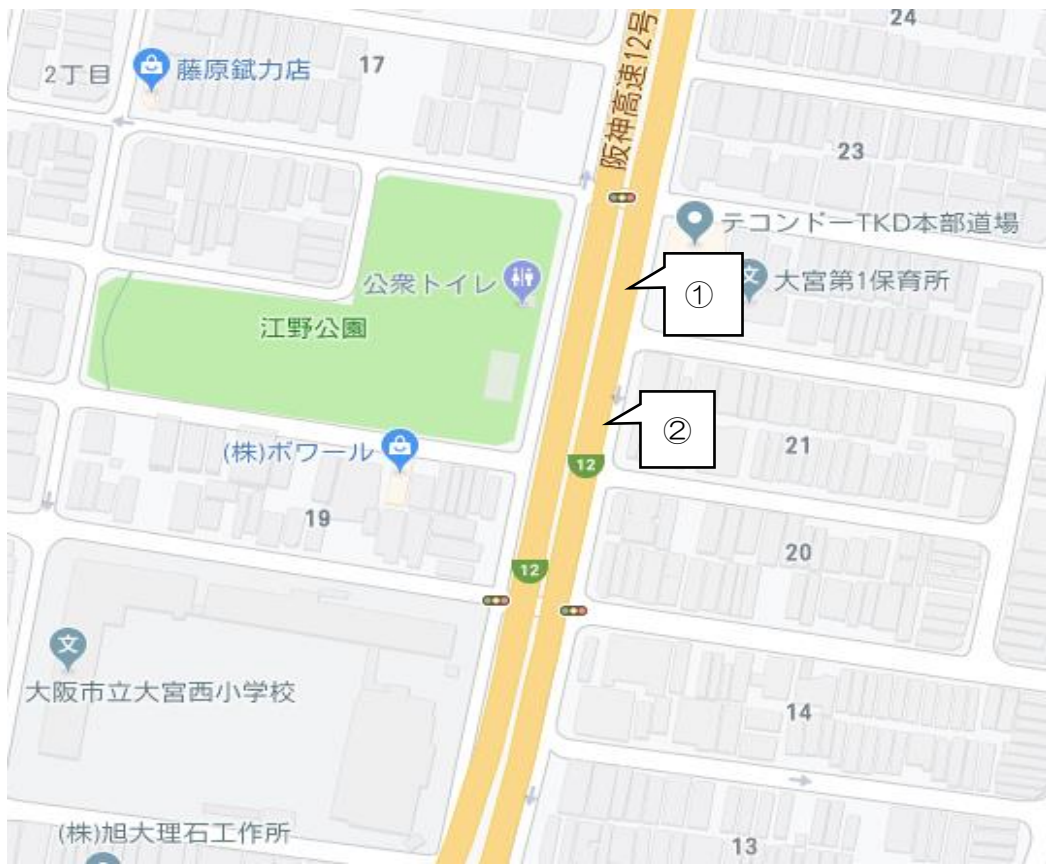 24
2丁目
藤原鉞力店
17
阪神高速12号
23
テコンドーTKD本部道場
公衆トイレ
①
大宮第1保育所
江野公園
②
(株)ボワール
21
12
19
20
12
大阪市立大宮西小学校
14
(株)旭大理石工作所
13
文
文